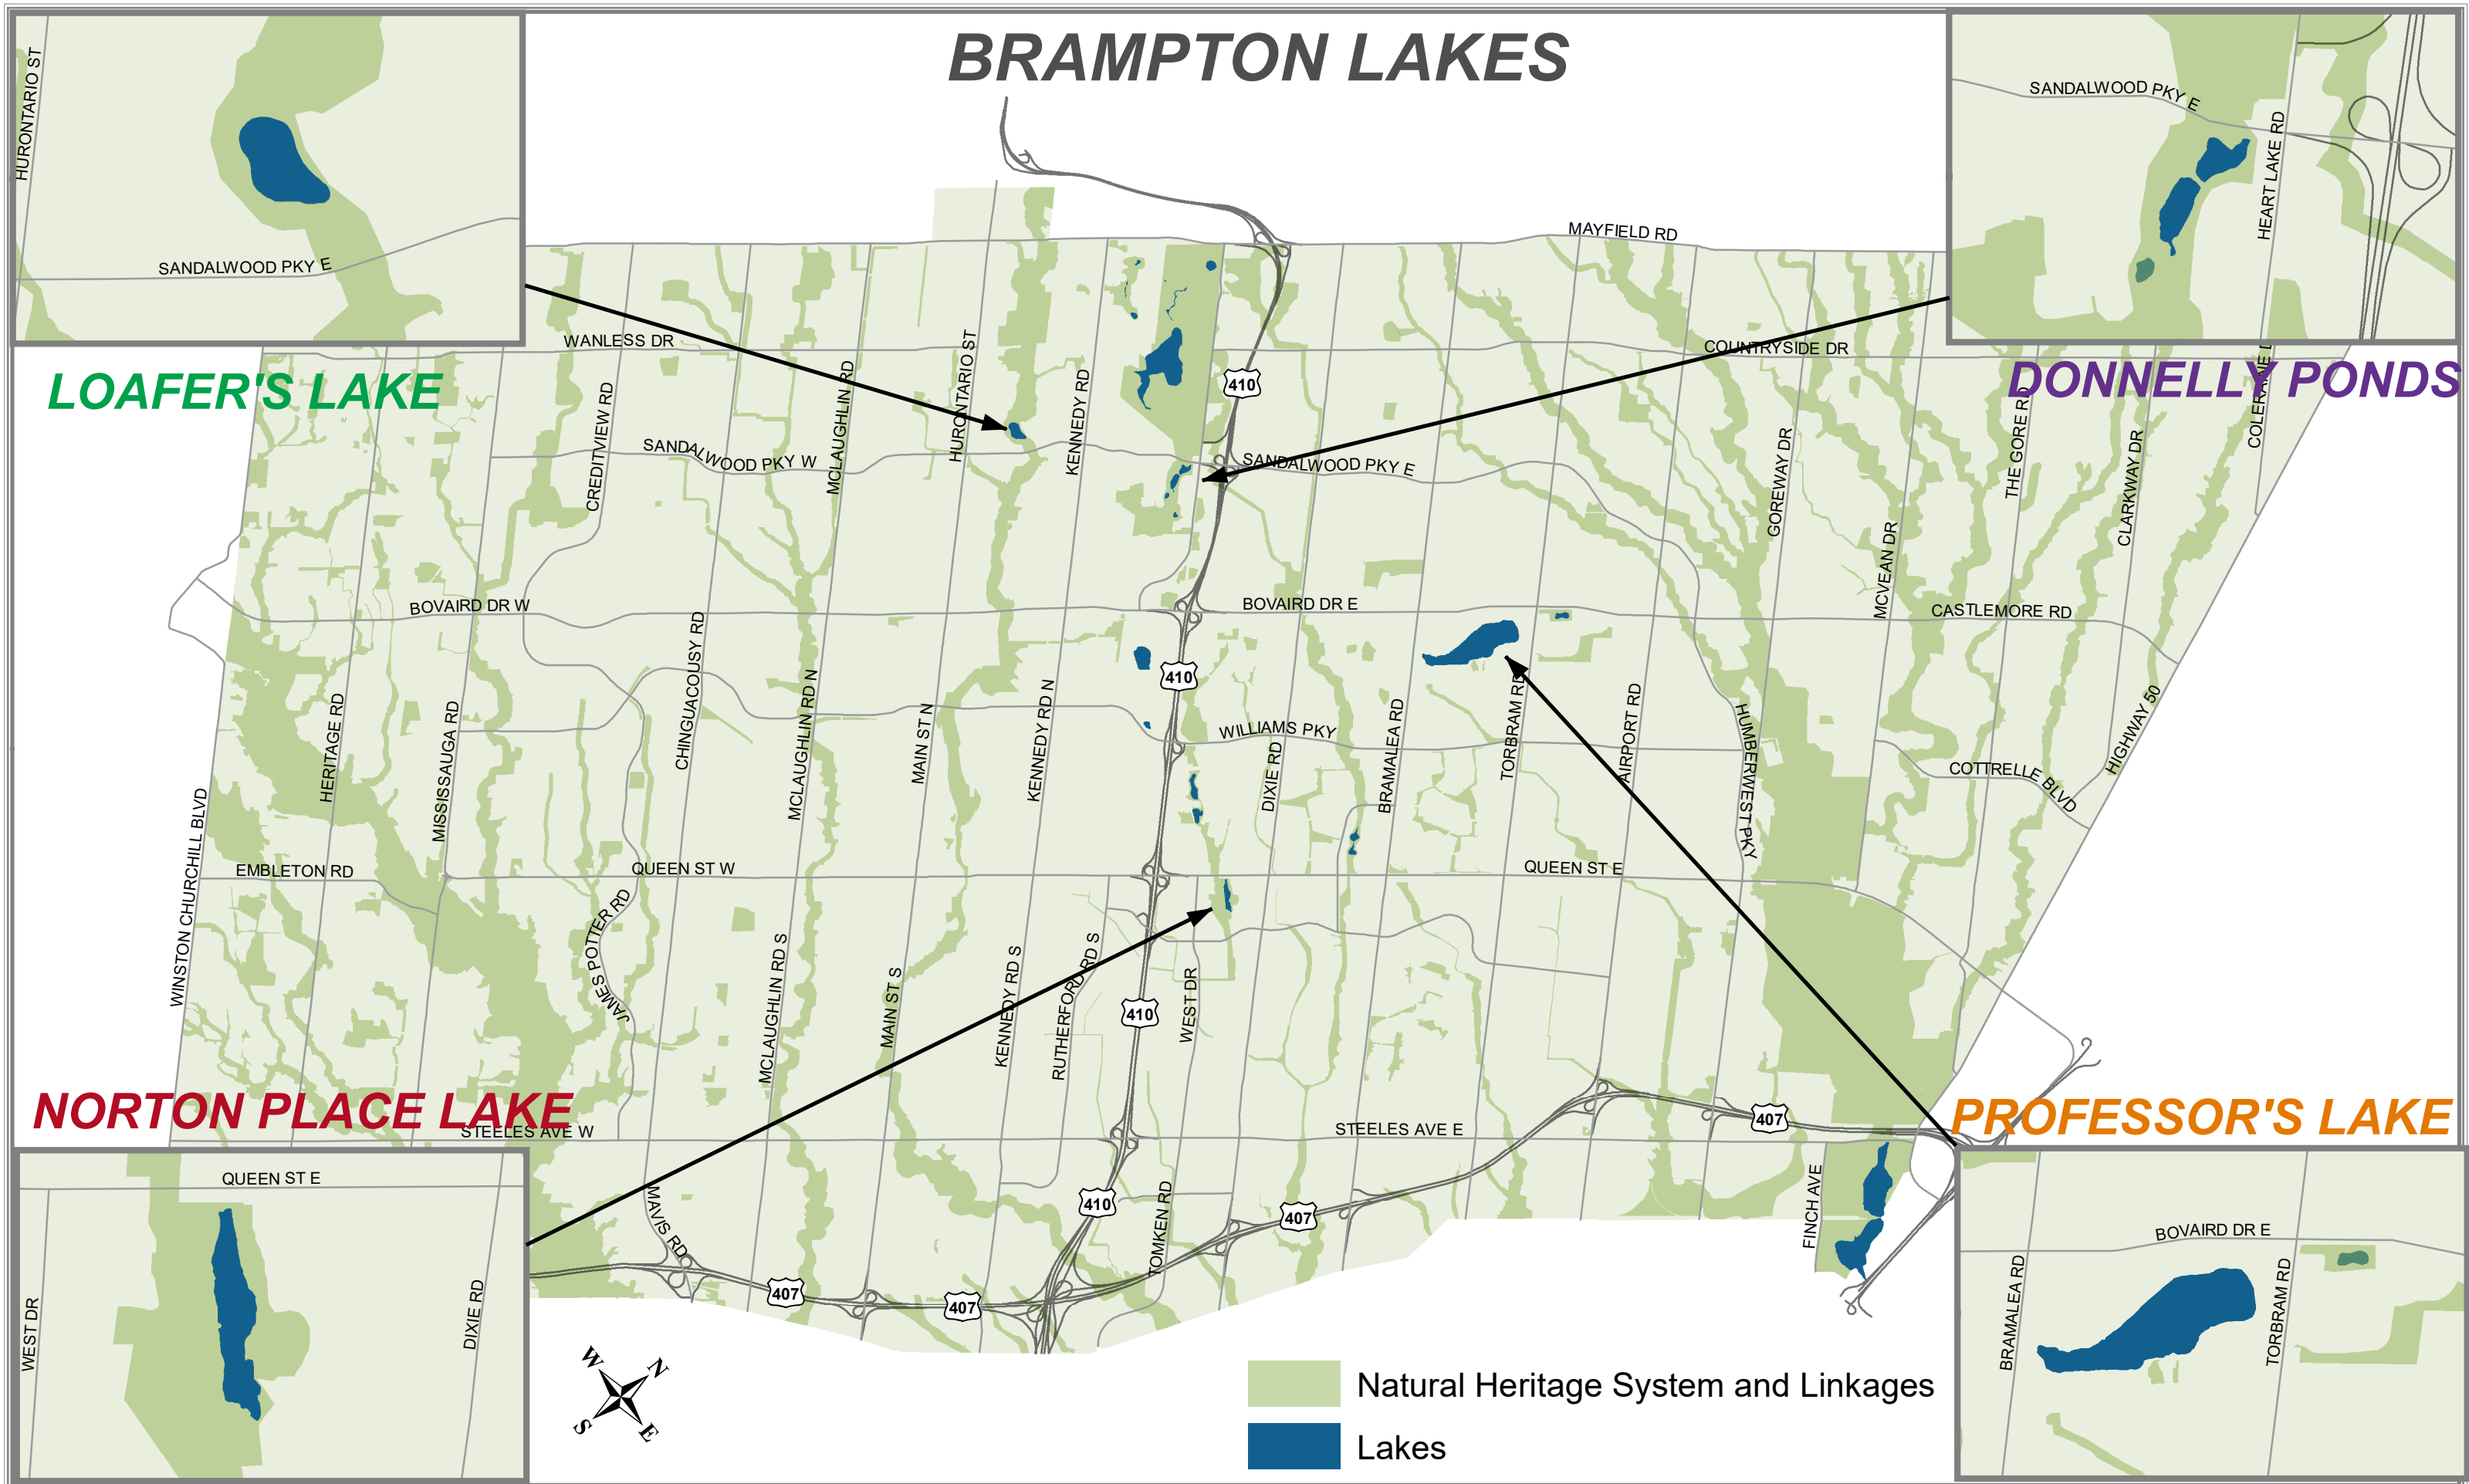 BRAMPTON LAKES
HURONTARIO ST
SANDALWOOD PKY E
LOAFER'S LAKE
SANDALWOOD PKY E
HEART LAKE RD
DONNELLY PONDS
MAYFIELD RD
WANLESS DR
COUNTRYSIDE DR
CREDITVIEW RD
MCLAUGHLIN RD
HURONTARIO ST
KENNEDY RD
410
SANDALWOOD PKY W
SANDALWOOD PKY E
GOREWAY DR
MCVEAN DR
THE GORE RD
CLARKWAY DR
COLERAINE D
BOVAIRD DR W
BOVAIRD DR E
CASTLEMORE RD
HERITAGE RD
MISSISSAUGA RD
CHINGUACOUSY RD
MCLAUGHLIN RD N
MAIN ST N
KENNEDY RD N
410
WILLIAMS PKY
DIXIE RD
BRAMALEA RD
TORBRAM RD
AIRPORT RD
HUMBERWEST PKY
COTTRELLE BLVD
HIGHWAY 50
WINSTON CHURCHILL BLVD
EMBLETON RD
QUEEN ST W
QUEEN ST E
JAMES POTTER RD
MCLAUGHLIN RD S
MAIN ST S
KENNEDY RD S
RUTHERFORD RD S
410
WEST DR
NORTON PLACE LAKE
STEELES AVE W
STEELES AVE E
407
PROFESSOR'S LAKE
QUEEN ST E
WEST DR
DIXIE RD
MAVIS RD
410
TOMKEN RD
407
407
407
FINCH AVE
BOVAIRD DR E
BRAMALEA RD
TORBRAM RD
W
N
S
E
Natural Heritage System and Linkages
Lakes